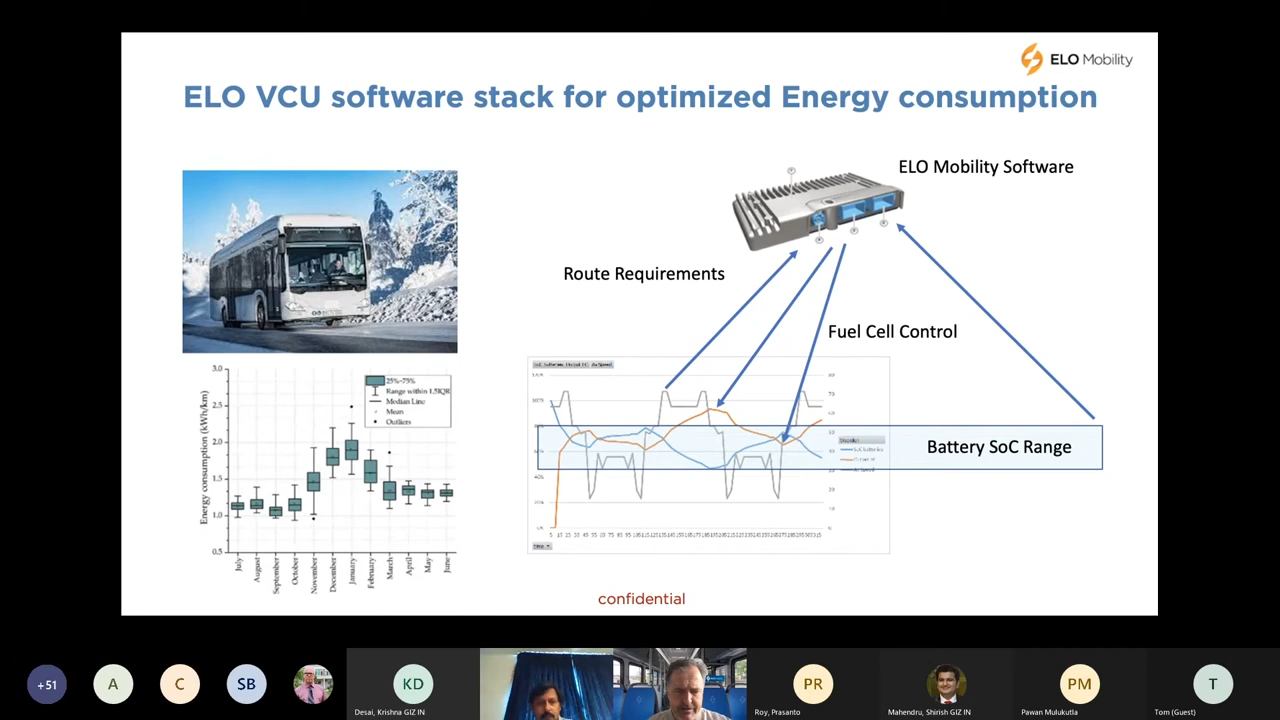 ELO Mobility
ELO VCU software stack for optimized Energy consumption
ELO Mobility Software
Route Requirements
Fuel Cell Control
Battery SoC Range
3.0
2.5
2.0
1.5
1.0
0.5
Energy consumption (kWh/km)
25%~75%
Range within 1.5IQR
Median Line
Mean
Outliers
July
August
September
October
November
December
January
February
March
April
May
June
confidential
+51
A
C
SB
KD
PR
PM
T
Desai, Krishna GIZ IN
Roy, Prasanto
Mahendru, Shirish GIZ IN
Pawan Mulukutla
Tom (Guest)